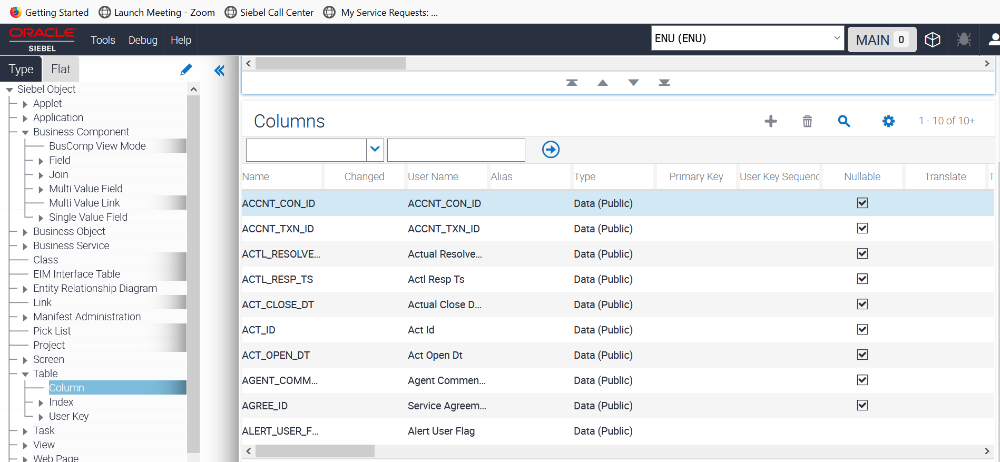 Getting Started Launch Meeting - Zoom Siebel Call Center My Service Requests: ...
ORACLE
SIEBEL
Tools Debug Help ENU (ENU) MAIN 0
Type Flat
Siebel Object
Applet
Application
Business Component
BusComp View Mode
Field
Join
Multi Value Field
Multi Value Link
Single Value Field
Business Object
Business Service
Class
EIM Interface Table
Entity Relationship Diagram
Link
Manifest Administration
Pick List
Project
Screen
Table
Column
Index
User Key
Task
View
Web Page
Columns 1 - 10 of 10+
Name Changed User Name Alias Type Primary Key User Key Sequenc Nullable Translate T
ACCNT_CON_ID ACCNT_CON_ID Data (Public)
ACCNT_TXN_ID ACCNT_TXN_ID Data (Public)
ACTL_RESOLVE... Actual Resolve... Data (Public)
ACTL_RESP_TS Actl Resp Ts Data (Public)
ACT_CLOSE_DT Actual Close D... Data (Public)
ACT_ID Act Id Data (Public)
ACT_OPEN_DT Act Open Dt Data (Public)
AGENT_COMM... Agent Commen... Data (Public)
AGREE_ID Service Agreem... Data (Public)
ALERT_USER_F... Alert User Flag Data (Public)